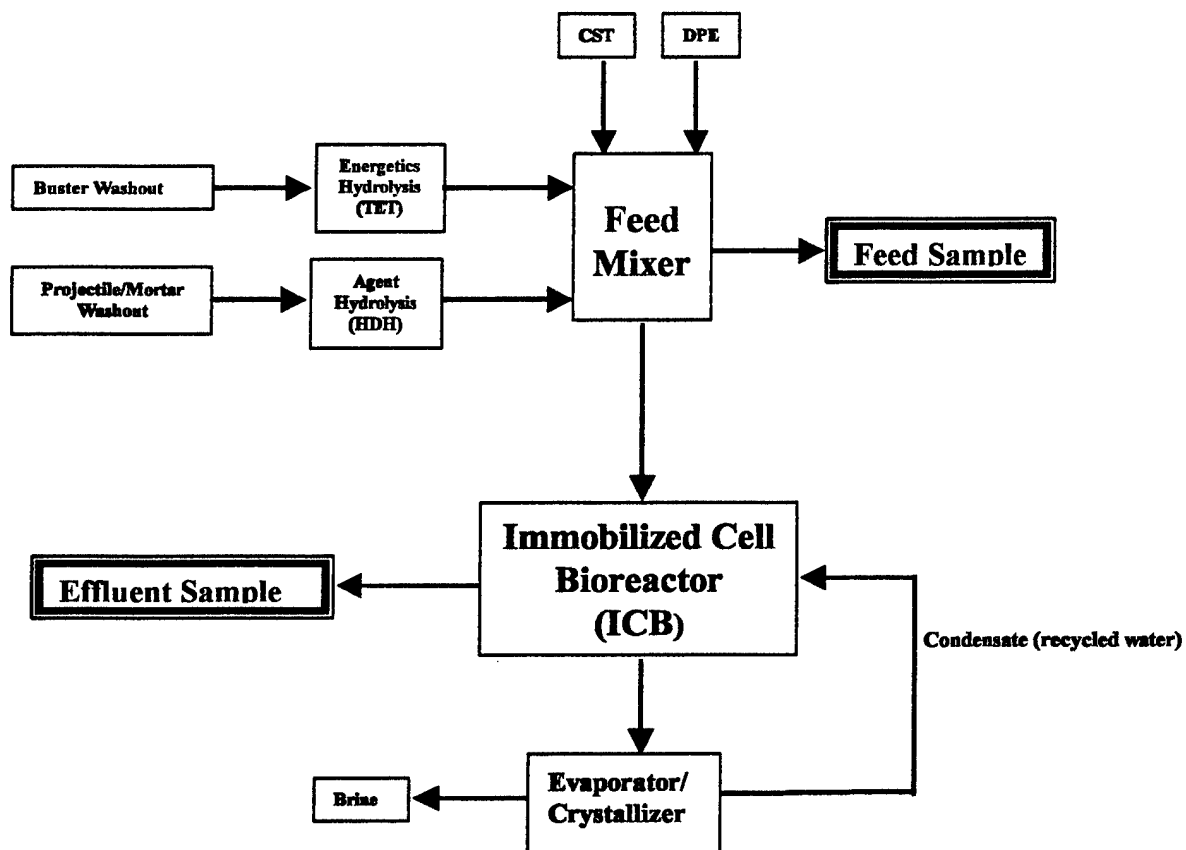 CST
DPE
Buster Washout
Energetics
Hydrolysis
(TET)
Feed
Mixer
Feed Sample
Projectile/Mortar
Washout
Agent
Hydrolysis
(HDH)
Immobilized Cell
Bioreactor
(ICB)
Effluent Sample
Condensate (recycled water)
Evaporator/
Crystallizer
Brine